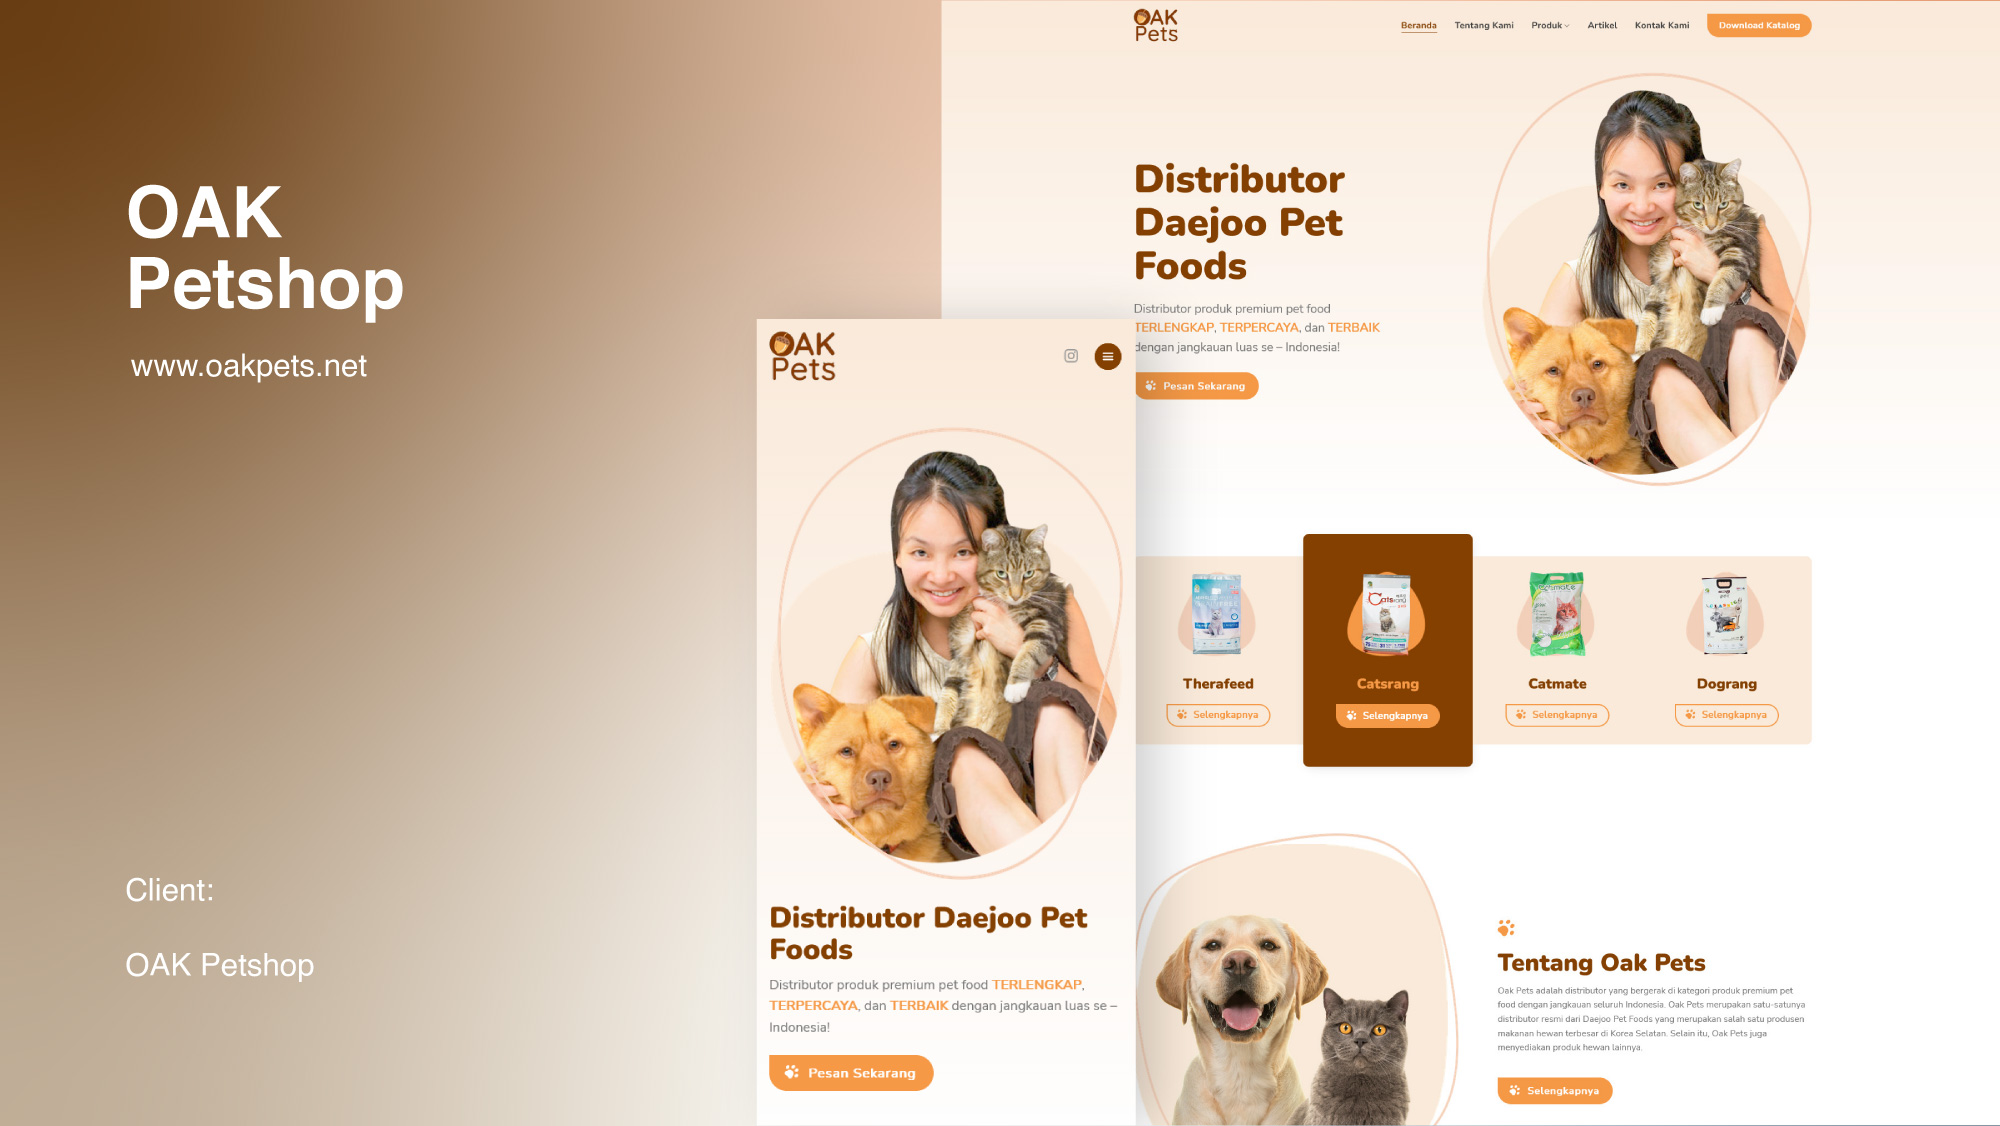 OAK
Petshop
www.oakpets.net
Client:
OAK Petshop
OAK
Pets
Beranda
Tentang Kami
Produk
Artikel
Kontak Kami
Download Katalog
Distributor
Daejoo Pet
Foods
Distributor produk premium pet food
TERLENGKAP, TERPERCAYA, dan TERBAIK
dengan jangkauan luas se – Indonesia!
Pesan Sekarang
OAK
Pets
Distributor Daejoo Pet
Foods
Distributor produk premium pet food TERLENGKAP,
TERPERCAYA, dan TERBAIK dengan jangkauan luas se –
Indonesia!
Pesan Sekarang
Therafeed
Selengkapnya
Catsrang
Catsrang
Selengkapnya
Catmate
Catmate
Selengkapnya
Dograng
Selengkapnya
Tentang Oak Pets
Oak Pets adalah distributor yang bergerak di kategori produk premium pet
food dengan jangkauan seluruh Indonesia. Oak Pets merupakan satu-satunya
distributor resmi dari Daejoo Pet Foods yang merupakan salah satu produsen
makanan hewan terbesar di Korea Selatan. Selain itu, Oak Pets juga
menyediakan produk hewan lainnya.
Selengkapnya